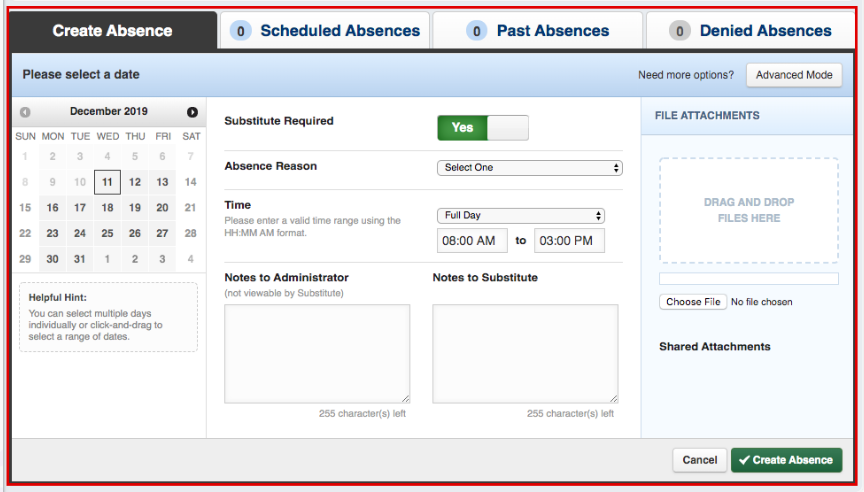 Create Absence
0 Scheduled Absences
0 Past Absences
0 Denied Absences
Please select a date
Need more options? Advanced Mode
December 2019
SUN MON TUE WED THU FRI SAT
1 2 3 4 5 6 7
8 9 10 11 12 13 14
15 16 17 18 19 20 21
22 23 24 25 26 27 28
29 30 31 1 2 3 4
Helpful Hint:
You can select multiple days
individually or click-and-drag to
select a range of dates.
Substitute Required
Yes
Absence Reason
Select One
Time
Please enter a valid time range using the
HH:MM AM format.
Full Day
08:00 AM to 03:00 PM
Notes to Administrator
(not viewable by Substitute)
255 character(s) left
Notes to Substitute
255 character(s) left
FILE ATTACHMENTS
DRAG AND DROP
FILES HERE
Choose File No file chosen
Shared Attachments
Cancel
Create Absence